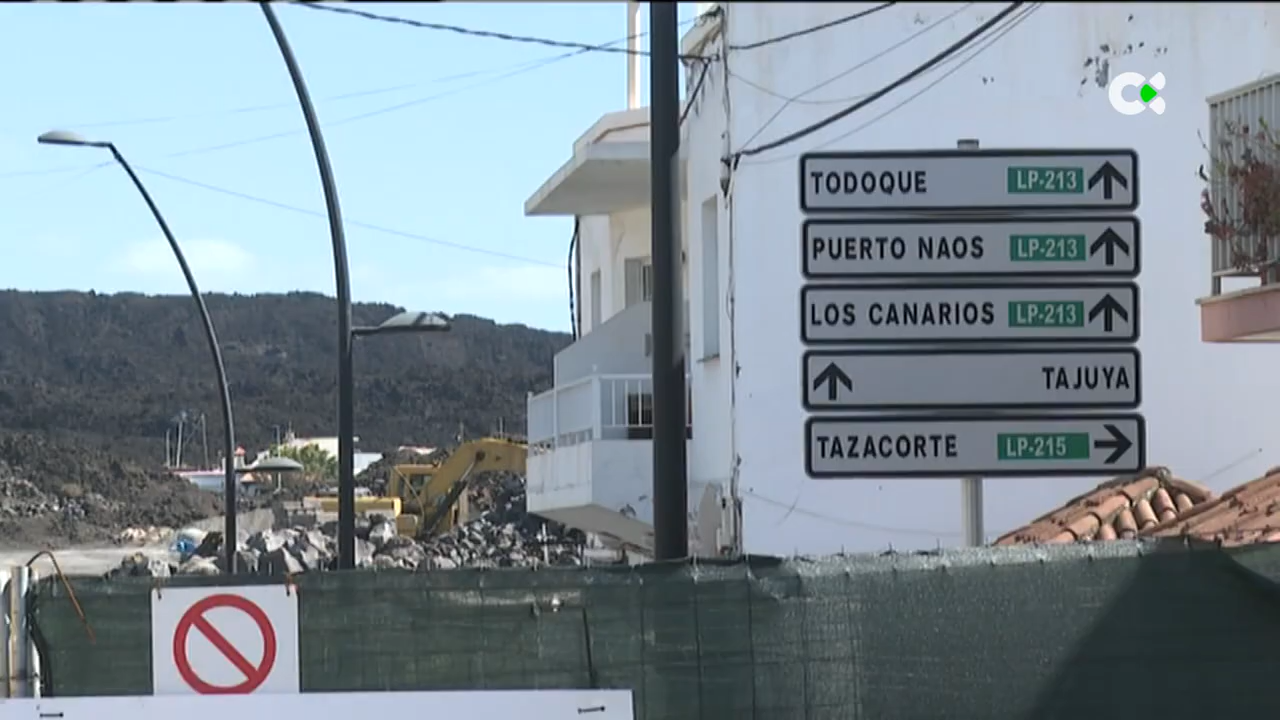 TODOQUE LP-213
PUERTO NAOS LP-213
LOS CANARIOS LP-213
TAJUYA
TAZACORTE LP-215